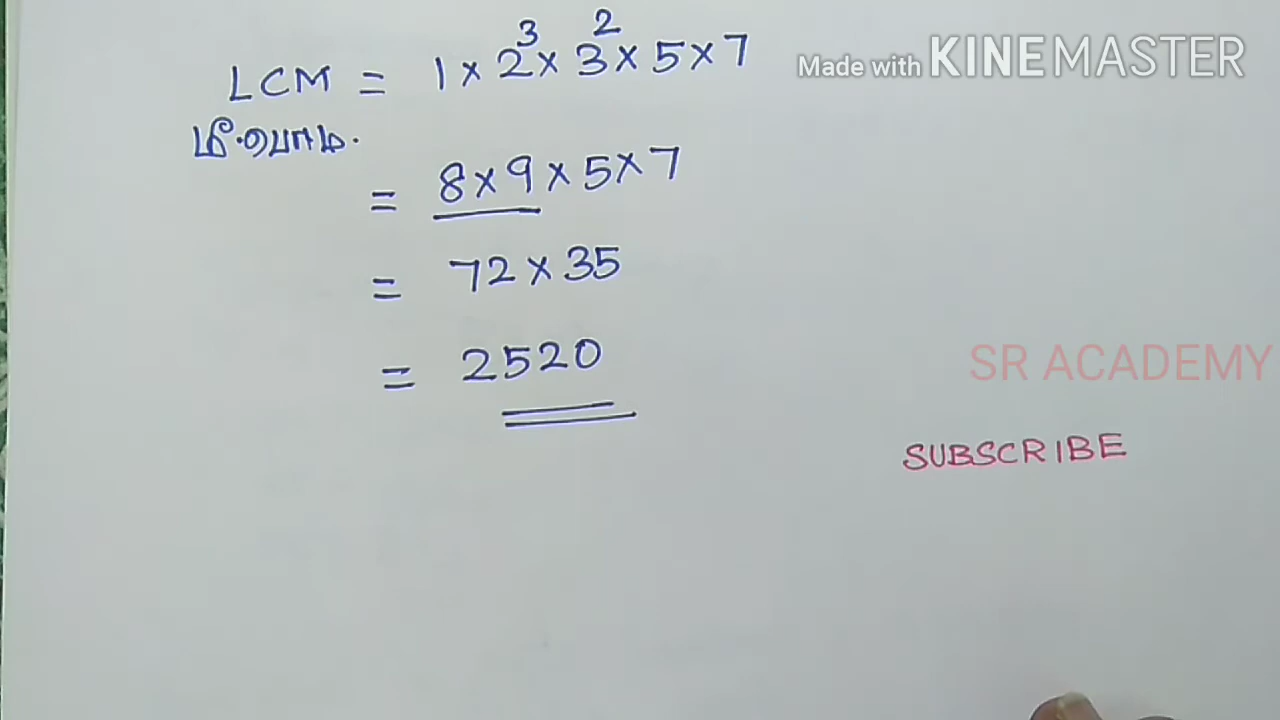 LCM = 1 × 2³ × 3² × 5 × 7
Made with KINEMASTER
மீ.பொ.ம.
= 8 × 9 × 5 × 7
= 72 × 35
= 2520
SR ACADEMY
SUBSCRIBE